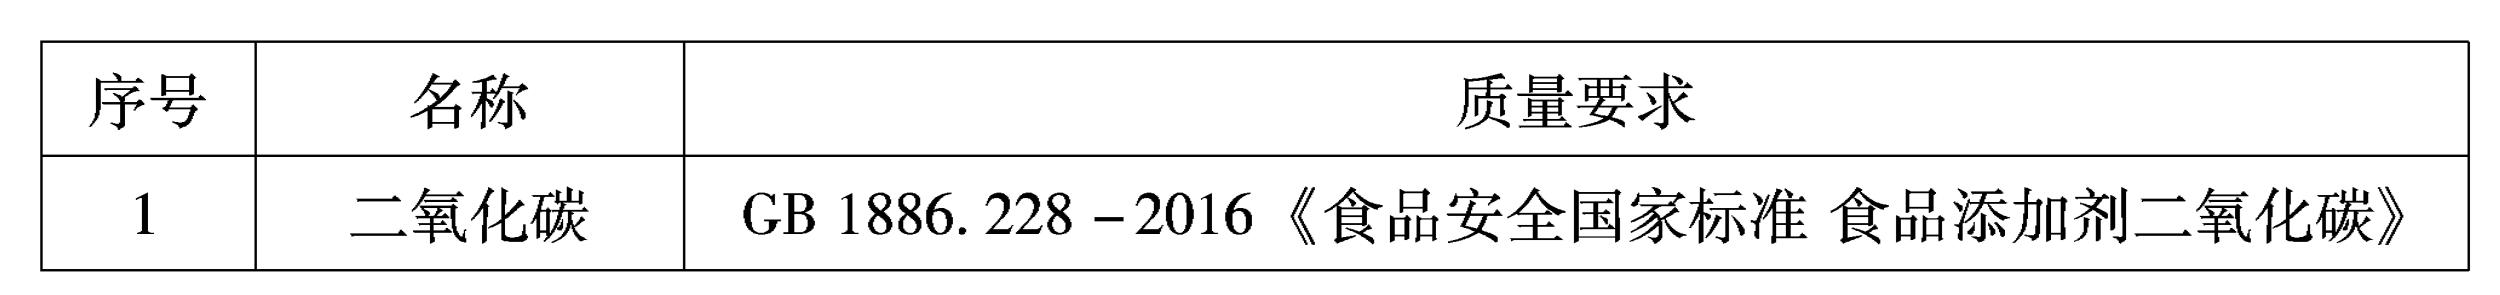 序号 名称 质量要求
1 二氧化碳 GB 1886.228-2016《食品安全国家标准 食品添加剂二氧化碳》